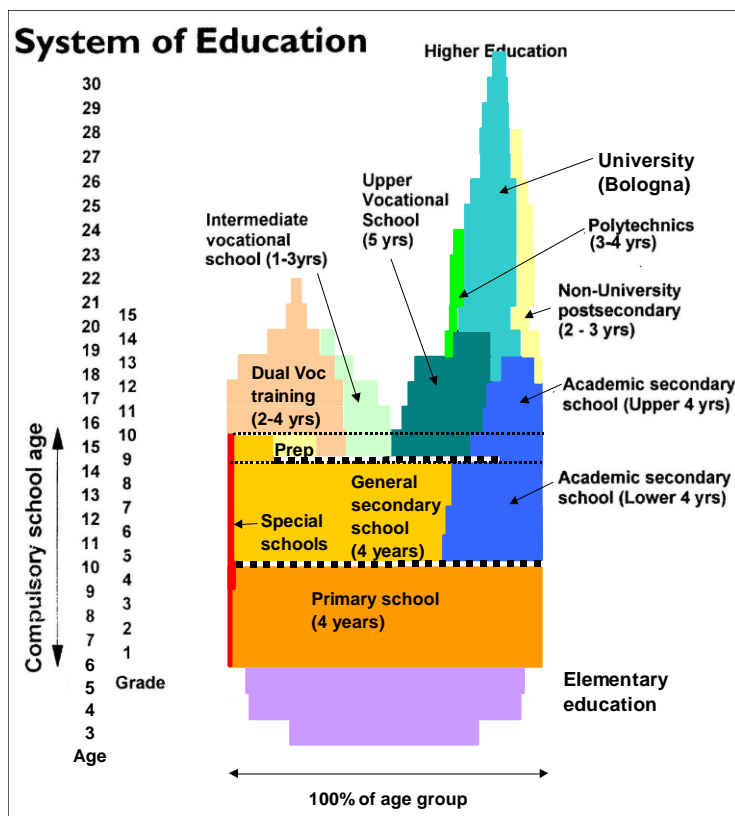 System of Education
Higher Education
30
29
28
27
26
25
24
23
22
21
20
19
18
17
16
15
14
13
12
11
10
9
8
7
6
5
4
3
Age
15
14
13
12
11
10
9
8
7
6
5
4
3
2
1
Grade
Compulsory school age
University
(Bologna)
Upper
Vocational
School
(5 yrs)
Intermediate
vocational
school (1-3yrs)
Polytechnics
(3-4 yrs)
Non-University
postsecondary
(2 - 3 yrs)
Dual Voc
training
(2-4 yrs)
Academic secondary
school (Upper 4 yrs)
Prep
General
secondary
school
(4 years)
Academic secondary
school (Lower 4 yrs)
Special
schools
Primary school
(4 years)
Elementary
education
100% of age group